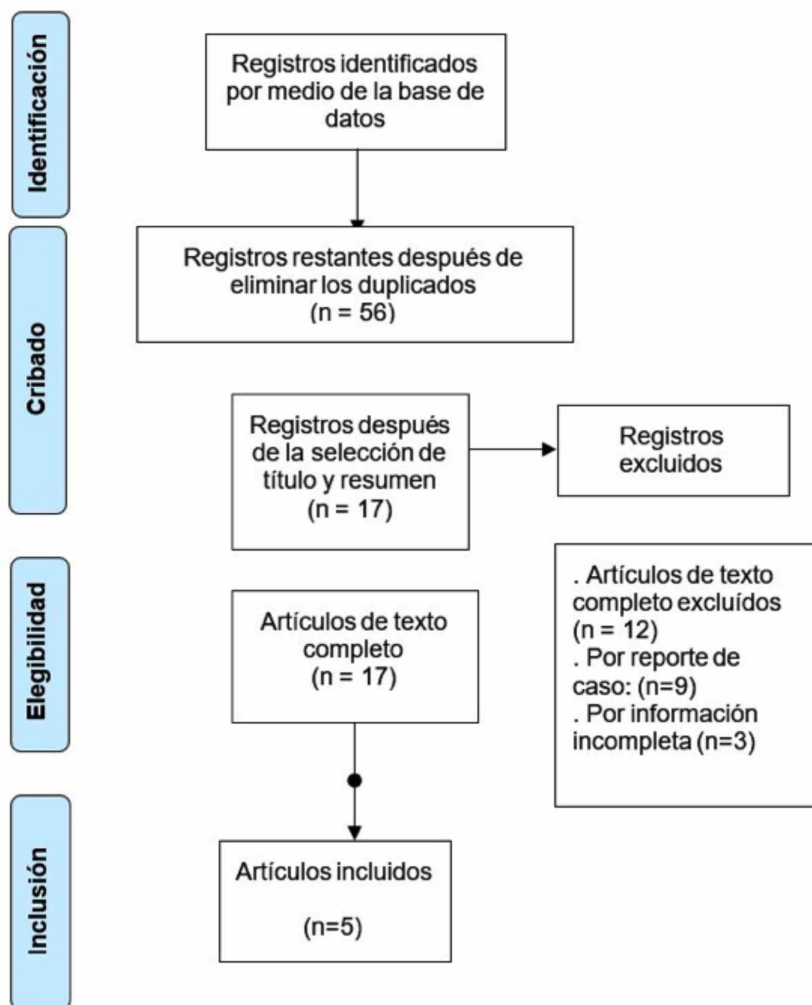 Identificación
Registros identificados
por medio de la base de
datos
Cribado
Registros restantes después de
eliminar los duplicados
(n = 56)
Registros después
de la selección de
título y resumen
(n = 17)
Registros
excluidos
Elegibilidad
Artículos de texto
completo
(n = 17)
. Artículos de texto
completo excluídos
(n = 12)
. Por reporte de
caso: (n=9)
. Por información
incompleta (n=3)
Inclusión
Artículos incluidos
(n=5)